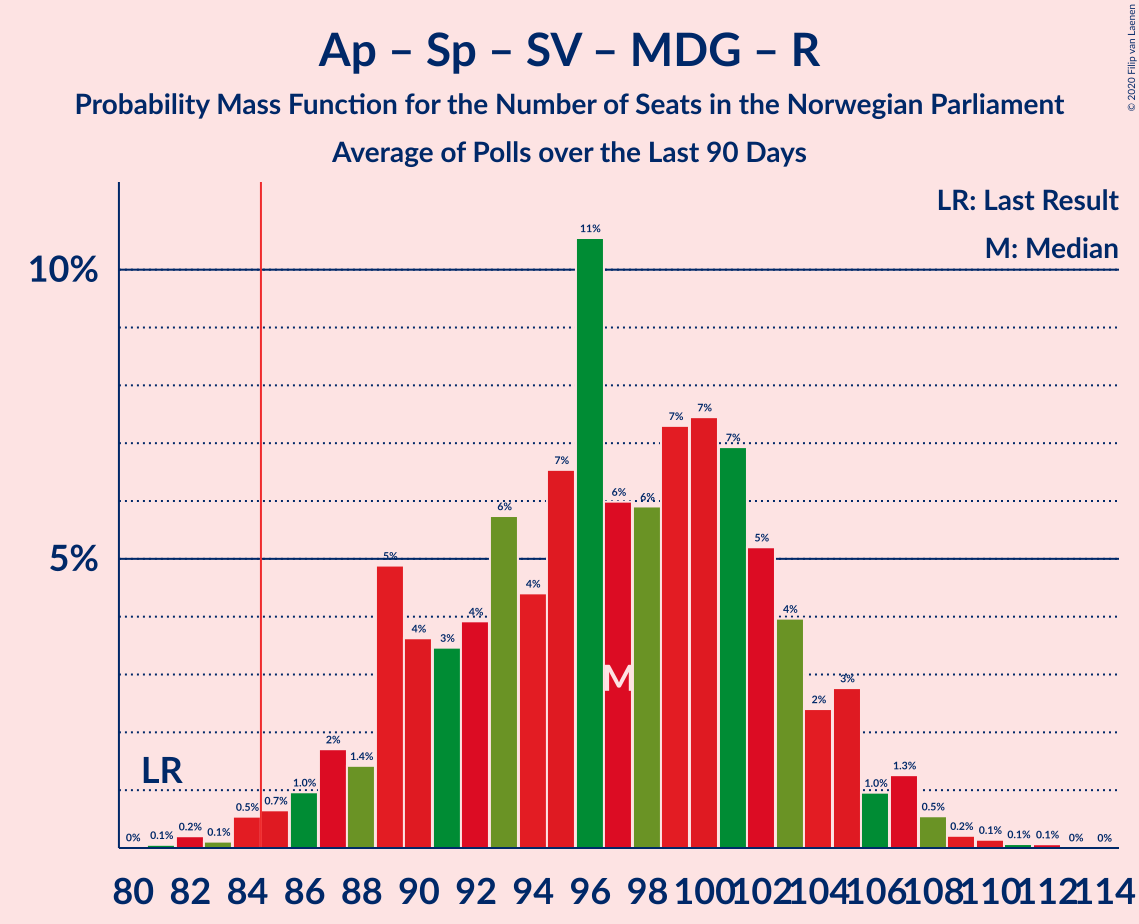 Ap – Sp – SV – MDG – R
Probability Mass Function for the Number of Seats in the Norwegian Parliament
Average of Polls over the Last 90 Days
© 2020 Filip van Laenen
LR: Last Result
M: Median
10%
5%
LR
M
0% 0.1% 0.2% 0.1% 0.5% 0.7% 1.0% 2% 1.4% 5% 4% 3% 4% 6% 4% 7% 11% 6% 6% 7% 7% 7% 5% 4% 2% 3% 1.0% 1.3% 0.5% 0.2% 0.1% 0.1% 0.1% 0% 0%
80 82 84 86 88 90 92 94 96 98 100 102 104 106 108 110 112 114